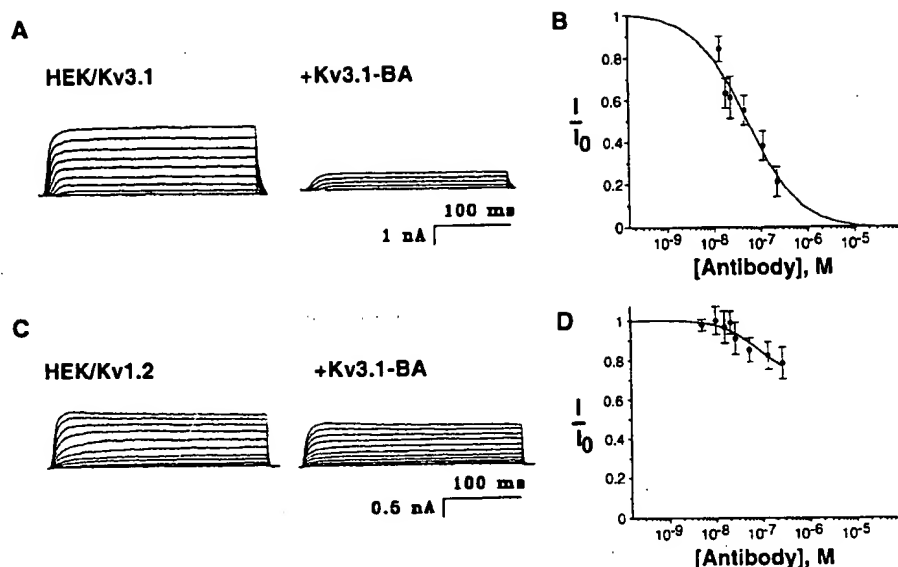 A
HEK/Kv3.1
+Kv3.1-BA
100 ms
1 nA
B
1
0.8
0.6
0.4
0.2
0
I
I0
10-9
10-8
10-7
10-6
10-5
[Antibody], M
C
HEK/Kv1.2
+Kv3.1-BA
100 ms
0.5 nA
D
1
0.8
0.6
0.4
0.2
0
I
I0
10-9
10-8
10-7
10-6
10-5
[Antibody], M